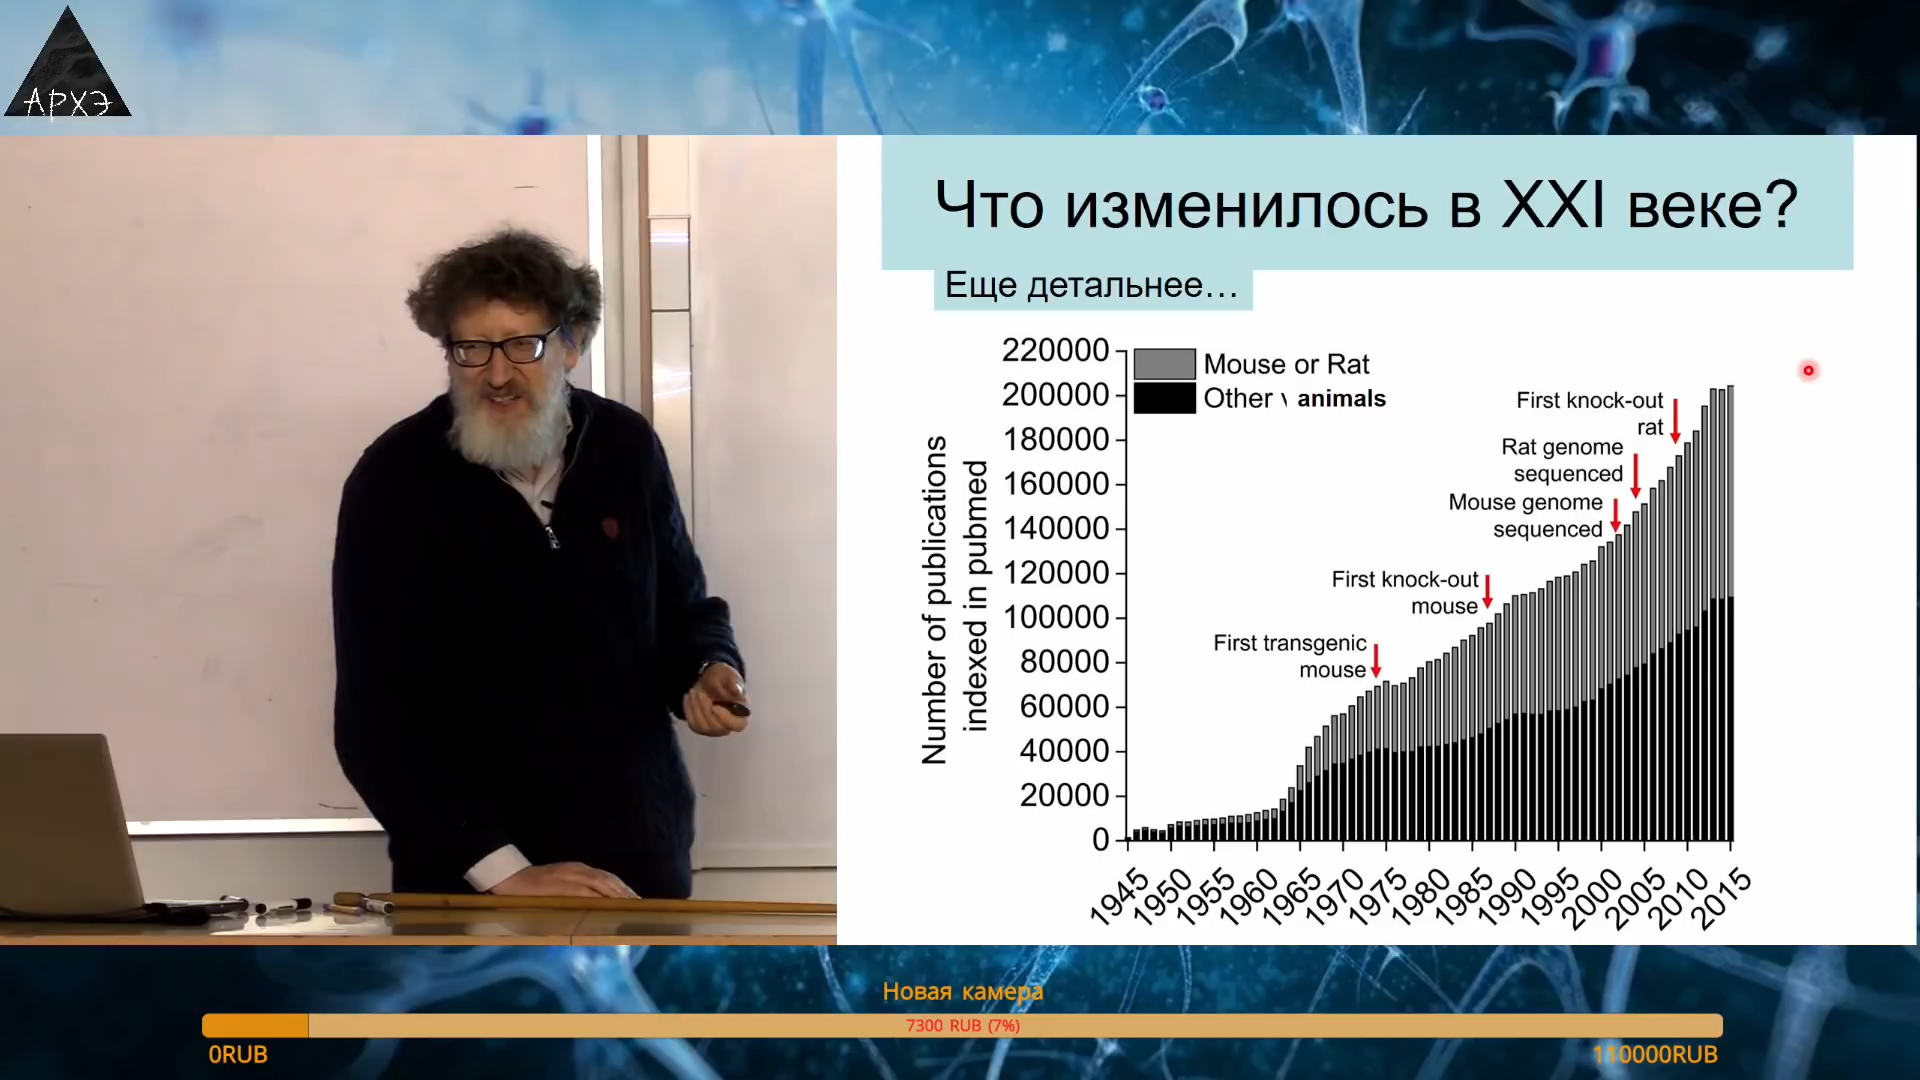 АРХЭ
Что изменилось в XXI веке?
Еще детальнее…
Number of publications
indexed in pubmed
220000
200000
180000
160000
140000
120000
100000
80000
60000
40000
20000
0
Mouse or Rat
Other animals
First knock-out
rat
Rat genome
sequenced
Mouse genome
sequenced
First knock-out
mouse
First transgenic
mouse
1945
1950
1955
1960
1965
1970
1975
1980
1985
1990
1995
2000
2005
2010
2015
Новая камера
7300 RUB (7%)
0RUB
110000RUB